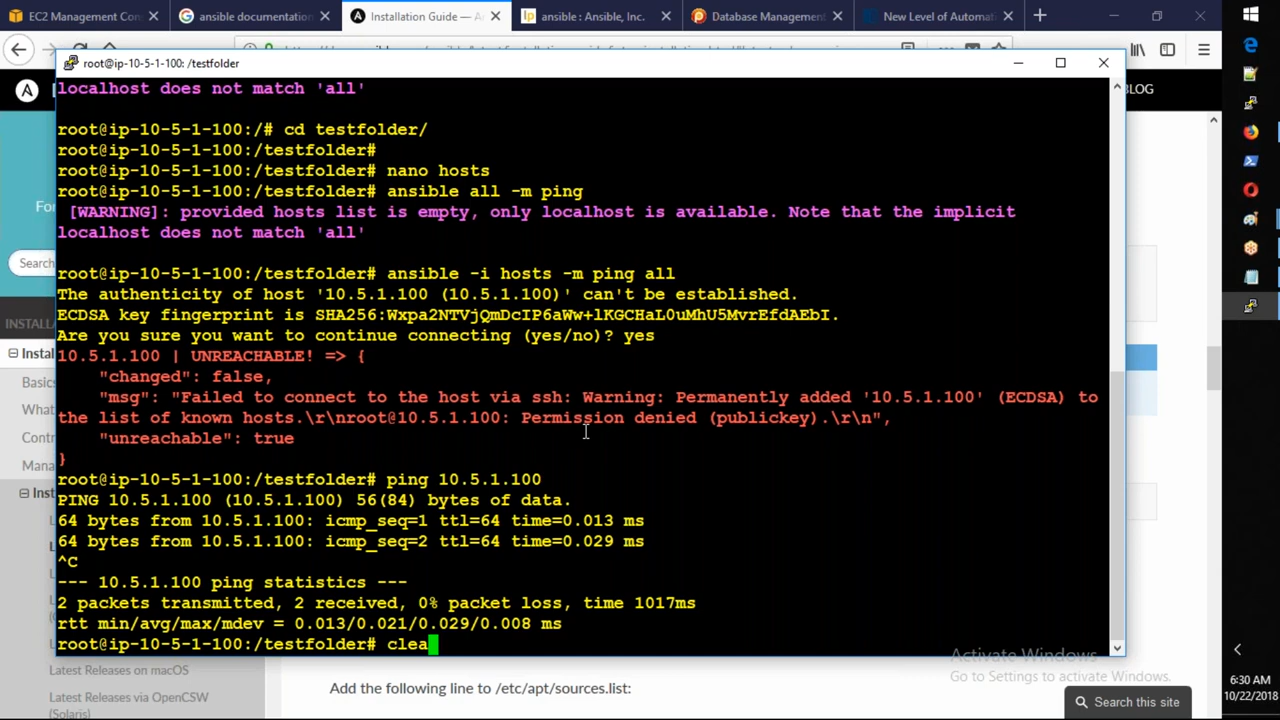 EC2 Management Con
ansible documentation
Installation Guide — A
ansible : Ansible, Inc.
Database Management
New Level of Automat
root@ip-10-5-1-100: /testfolder
BLOG
localhost does not match 'all'
root@ip-10-5-1-100:/# cd testfolder/
root@ip-10-5-1-100:/testfolder#
root@ip-10-5-1-100:/testfolder# nano hosts
root@ip-10-5-1-100:/testfolder# ansible all -m ping
[WARNING]: provided hosts list is empty, only localhost is available. Note that the implicit
localhost does not match 'all'
root@ip-10-5-1-100:/testfolder# ansible -i hosts -m ping all
The authenticity of host '10.5.1.100 (10.5.1.100)' can't be established.
ECDSA key fingerprint is SHA256:Wxpa2NTVjQmDcIP6aWw+lKGCHaL0uMhU5MvrEfdAEbI.
Are you sure you want to continue connecting (yes/no)? yes
10.5.1.100 | UNREACHABLE! => {
"changed": false,
"msg": "Failed to connect to the host via ssh: Warning: Permanently added '10.5.1.100' (ECDSA) to
the list of known hosts.\r\nroot@10.5.1.100: Permission denied (publickey).\r\n",
"unreachable": true
}
root@ip-10-5-1-100:/testfolder# ping 10.5.1.100
PING 10.5.1.100 (10.5.1.100) 56(84) bytes of data.
64 bytes from 10.5.1.100: icmp_seq=1 ttl=64 time=0.013 ms
64 bytes from 10.5.1.100: icmp_seq=2 ttl=64 time=0.029 ms
^C
--- 10.5.1.100 ping statistics ---
2 packets transmitted, 2 received, 0% packet loss, time 1017ms
rtt min/avg/max/mdev = 0.013/0.021/0.029/0.008 ms
root@ip-10-5-1-100:/testfolder# clea
For
Search
INSTALL
Instal
Basics
What
Contr
Mana
Inst
Latest Releases on macOS
Latest Releases via OpenCSW
(Solaris)
Add the following line to /etc/apt/sources.list:
Activate Windows
Go to Settings to activate Windows.
Search this site
6:30 AM
10/22/2018